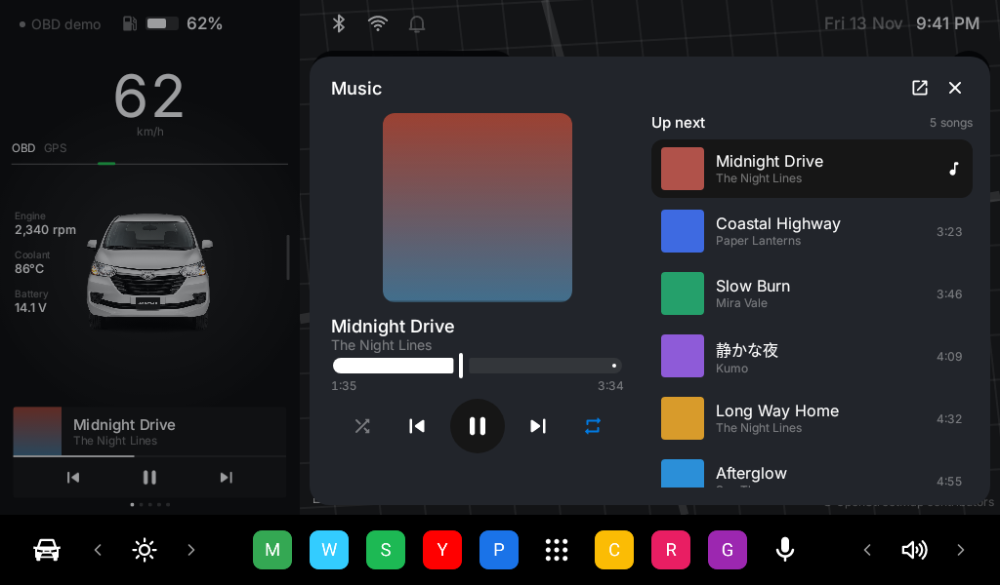 OBD demo
62%
Fri 13 Nov 9:41 PM
62
km/h
OBD GPS
Engine
2,340 rpm
Coolant
86°C
Battery
14.1 V
Midnight Drive
The Night Lines
Music
Midnight Drive
The Night Lines
1:35 3:34
Up next 5 songs
Midnight Drive
The Night Lines
Coastal Highway
Paper Lanterns
3:23
Slow Burn
Mira Vale
3:46
静かな夜
Kumo
4:09
Long Way Home
The Night Lines
4:32
Afterglow
4:55
contributors
M W S Y P C R G